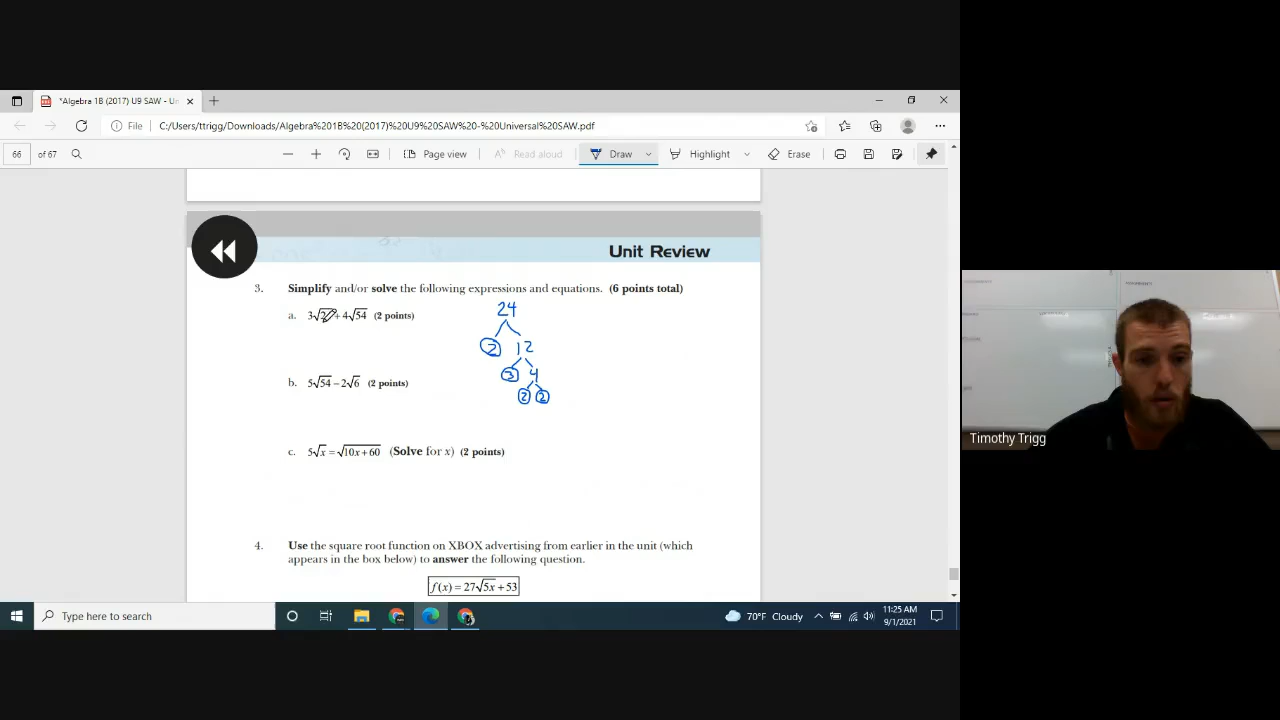 *Algebra 1B (2017) U9 SAW - Un
File C:/Users/ttrigg/Downloads/Algebra%201B%20(2017)%20U9%20SAW%20-%20Universal%20SAW.pdf
66 of 67 Page view Read aloud Draw Highlight Erase
Unit Review
3. Simplify and/or solve the following expressions and equations. (6 points total)
a. 3√2 + 4√54 (2 points)
24
2 12
3 4
2 2
b. 5√54 − 2√6 (2 points)
c. 5√x = √10x + 60 (Solve for x) (2 points)
4. Use the square root function on XBOX advertising from earlier in the unit (which
appears in the box below) to answer the following question.
f(x) = 27√5x + 53
Timothy Trigg
Type here to search
70°F Cloudy
11:25 AM
9/1/2021